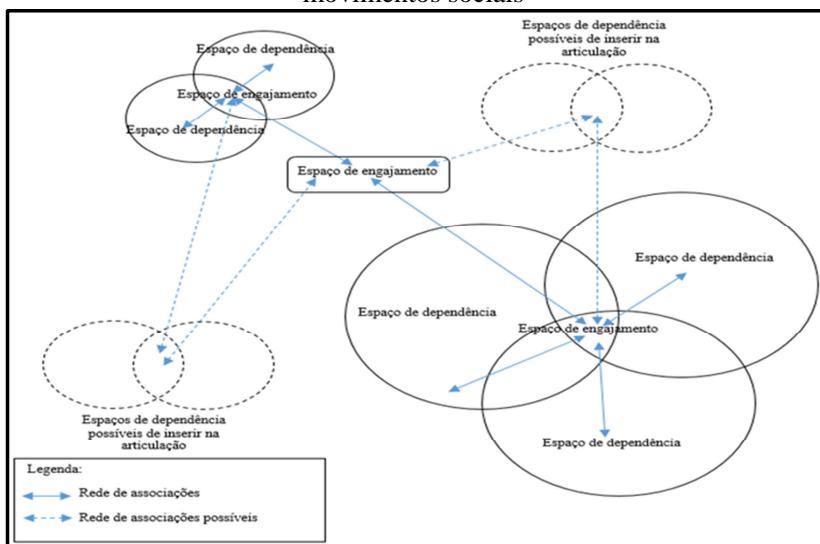 movimentos sociais
Espaço de dependência
Espaço de engajamento
Espaço de dependência
Espaços de dependência
possíveis de inserir na
articulação
Espaço de engajamento
Espaço de dependência
Espaço de dependência
Espaço de engajamento
Espaço de dependência
Espaços de dependência
possíveis de inserir na
articulação
Legenda:
Rede de associações
Rede de associações possíveis